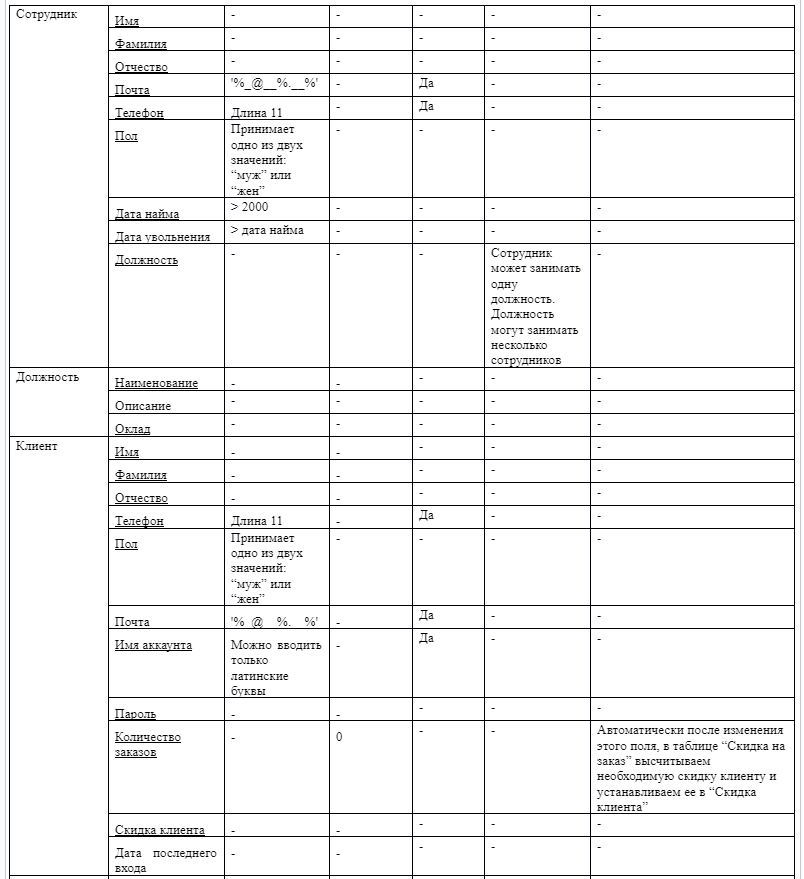 Сотрудник
Имя - - - - -
Фамилия - - - - -
Отчество - - - - -
Почта '%_@__%.__%' - Да - -
Телефон Длина 11 - Да - -
Пол Принимает - - - -
одно из двух
значений:
“муж” или
“жен”
Дата найма > 2000 - - - -
Дата увольнения > дата найма - - - -
Должность - - - Сотрудник -
может занимать
одну
должность.
Должность
могут занимать
несколько
сотрудников
Должность
Наименование - - - - -
Описание - - - - -
Оклад - - - - -
Клиент
Имя - - - - -
Фамилия - - - - -
Отчество - - - - -
Телефон Длина 11 - Да - -
Пол Принимает - - - -
одно из двух
значений:
“муж” или
“жен”
Почта '%_@__%.__%' - Да - -
Имя аккаунта Можно вводить - Да - -
только
латинские
буквы
Пароль - - - - -
Количество - 0 - - Автоматически после изменения
заказов этого поля, в таблице “Скидка на
заказ” высчитываем
необходимую скидку клиенту и
устанавливаем ее в “Скидка
клиента”
Скидка клиента - - - - -
Дата последнего - - - - -
входа